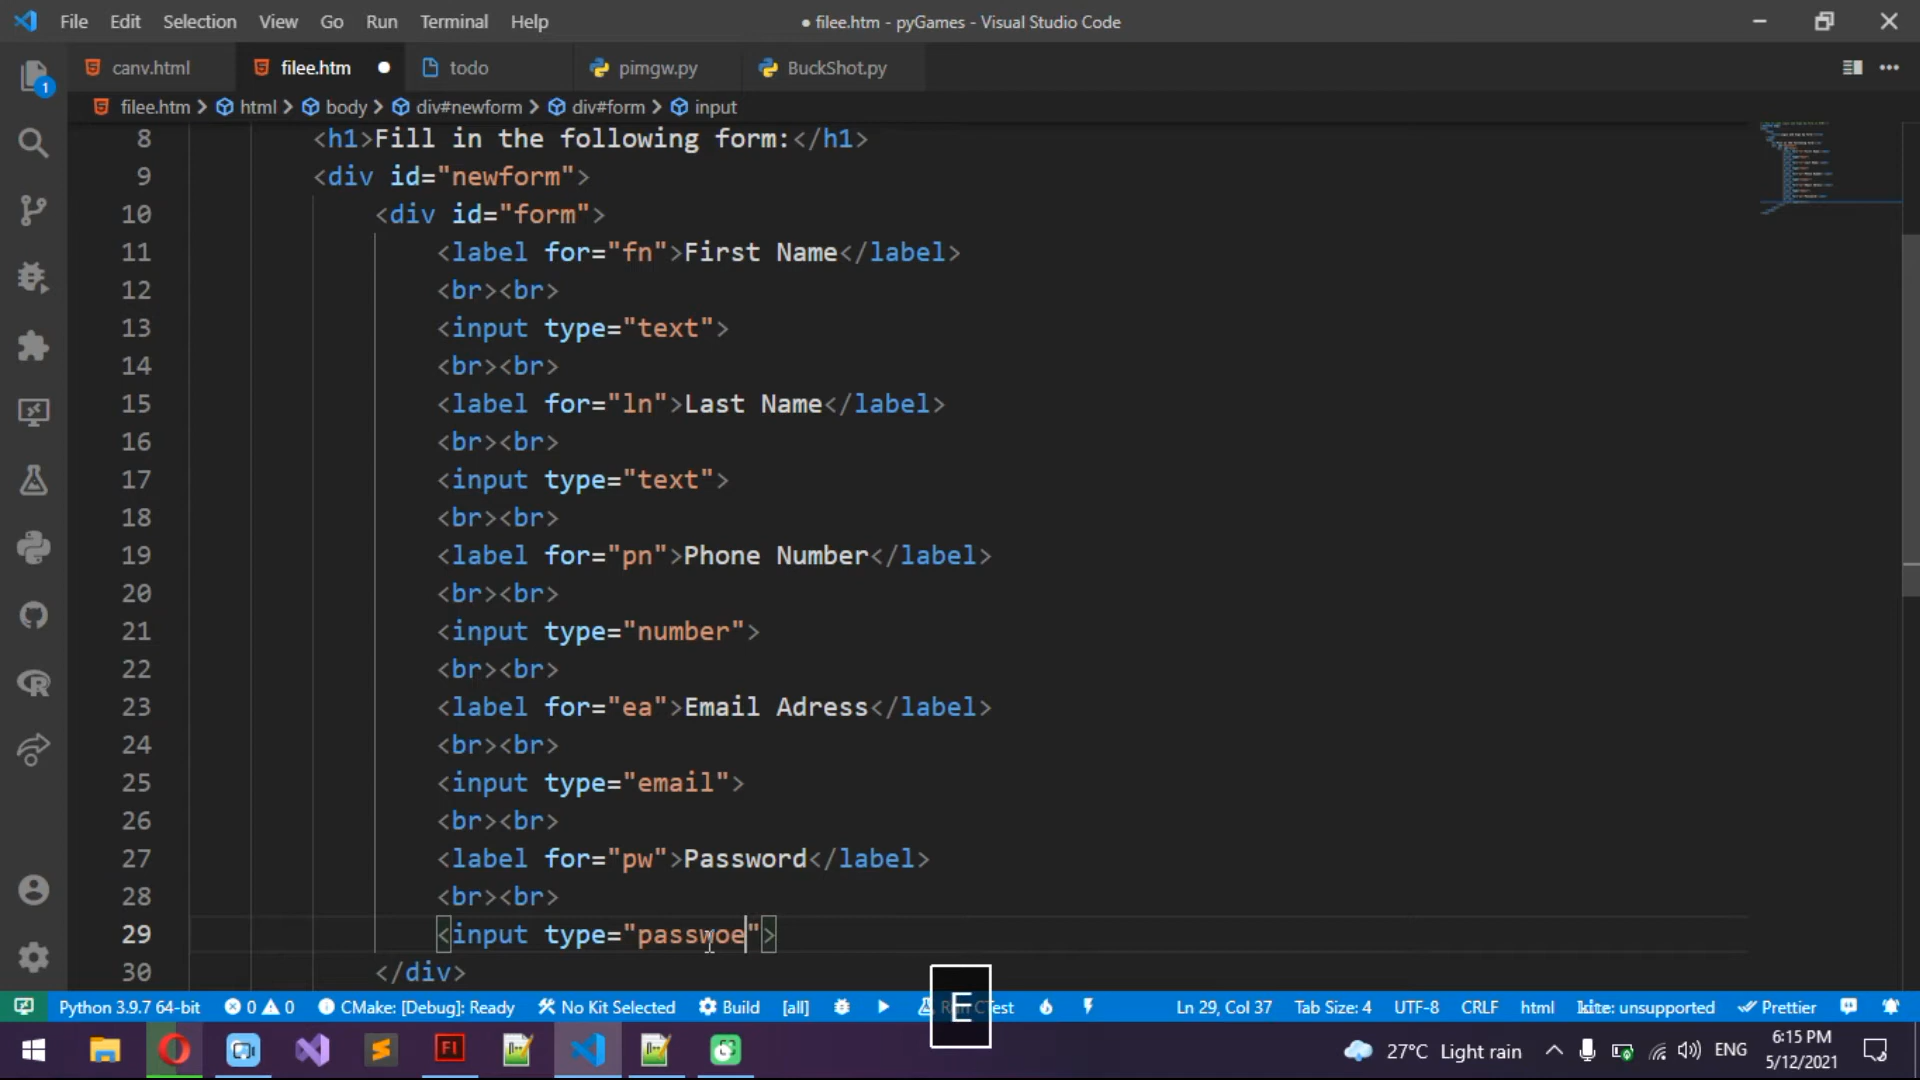 File Edit Selection View Go Run Terminal Help
● filee.htm - pyGames - Visual Studio Code
canv.html filee.htm todo pimgw.py BuckShot.py
1
filee.htm > html > body > div#newform > div#form > input
8 <h1>Fill in the following form:</h1>
9 <div id="newform">
10 <div id="form">
11 <label for="fn">First Name</label>
12 <br><br>
13 <input type="text">
14 <br><br>
15 <label for="ln">Last Name</label>
16 <br><br>
17 <input type="text">
18 <br><br>
19 <label for="pn">Phone Number</label>
20 <br><br>
21 <input type="number">
22 <br><br>
23 <label for="ea">Email Adress</label>
24 <br><br>
25 <input type="email">
26 <br><br>
27 <label for="pw">Password</label>
28 <br><br>
29 <input type="passwoe">
30 </div>
E
Python 3.9.7 64-bit 0 0 CMake: [Debug]: Ready No Kit Selected Build [all] CTest Ln 29, Col 37 Tab Size: 4 UTF-8 CRLF html kite: unsupported Prettier
27°C Light rain ENG 6:15 PM
5/12/2021